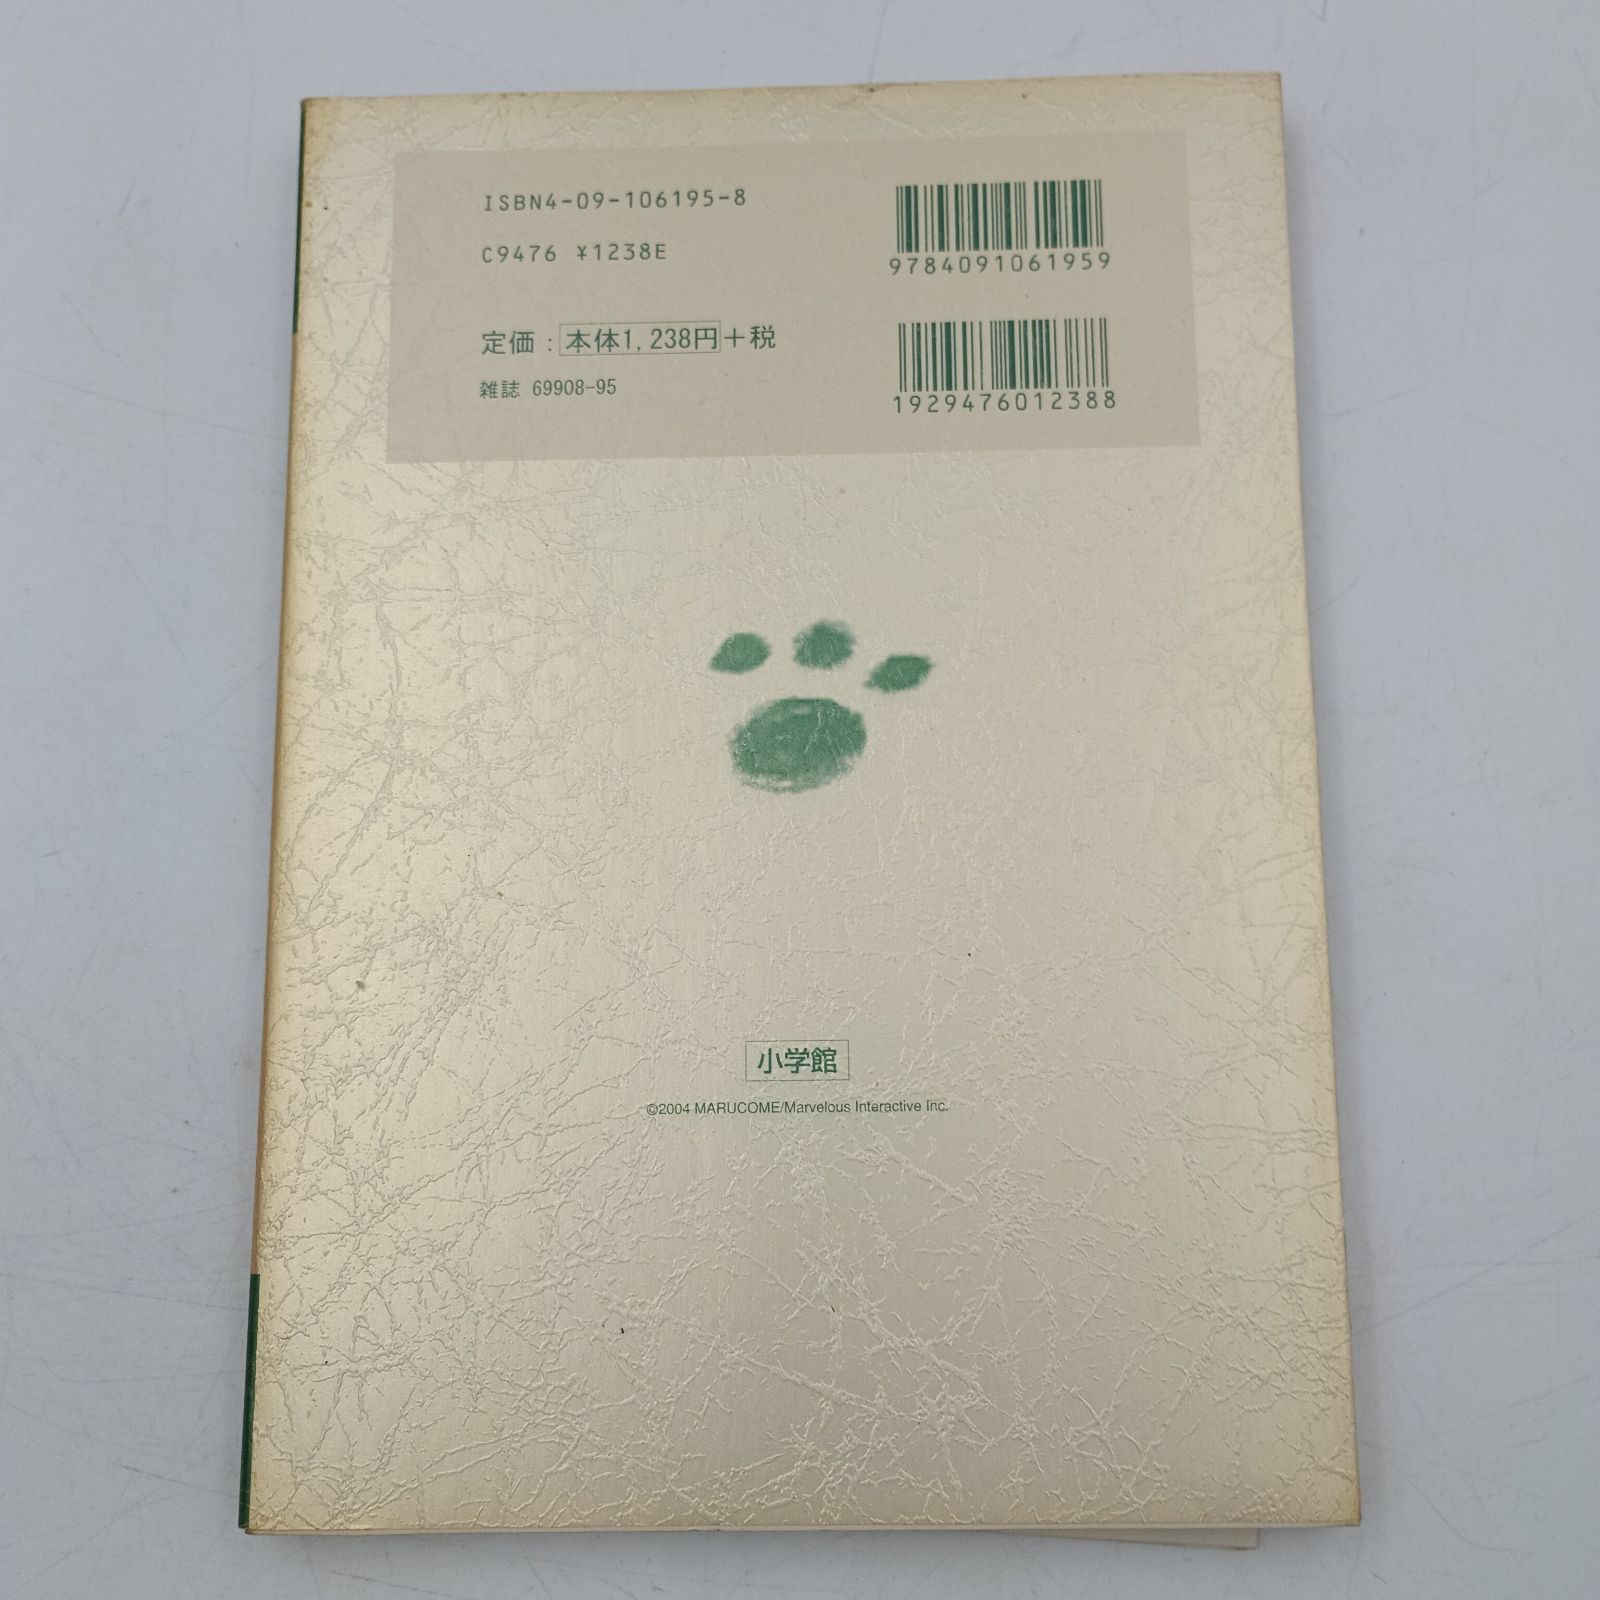 ISBN4-09-106195-8
C9476 ¥1238E
定価：本体1,238円＋税
雑誌 69908-95
9784091061959
1929476012388
小学館
©2004 MARUCOME/Marvelous Interactive Inc.